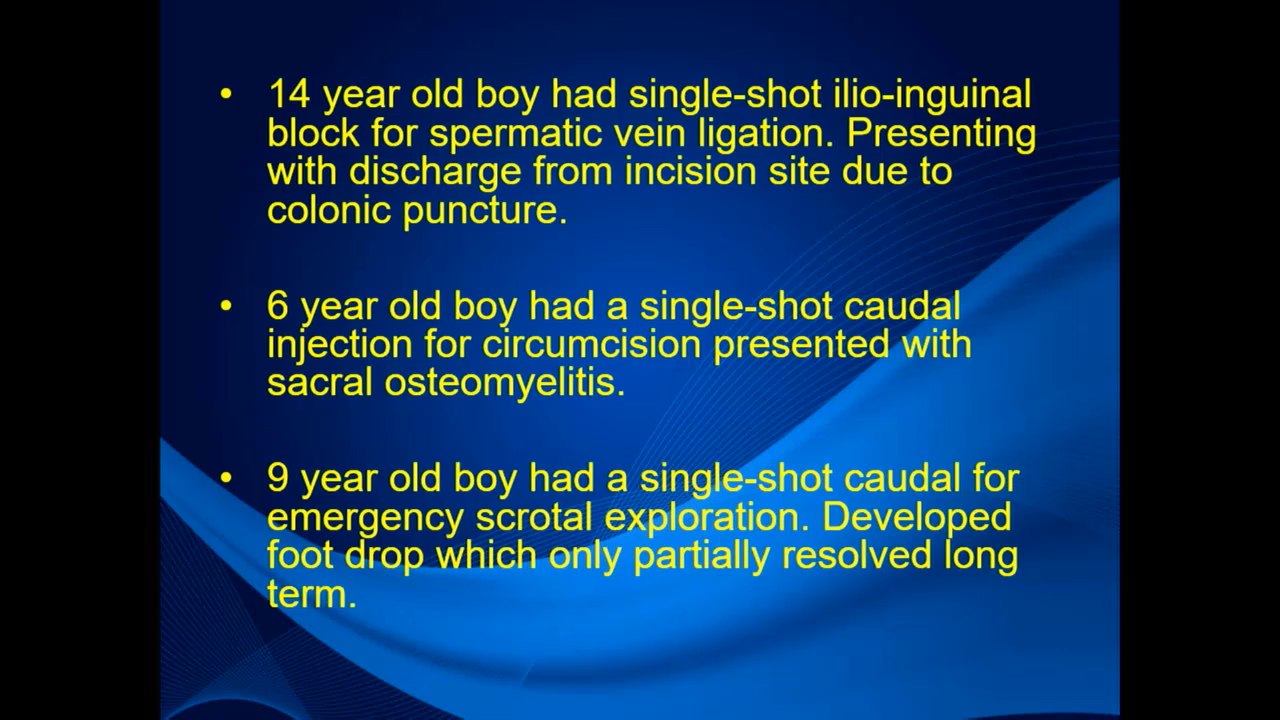 • 14 year old boy had single-shot ilio-inguinal
block for spermatic vein ligation. Presenting
with discharge from incision site due to
colonic puncture.
• 6 year old boy had a single-shot caudal
injection for circumcision presented with
sacral osteomyelitis.
• 9 year old boy had a single-shot caudal for
emergency scrotal exploration. Developed
foot drop which only partially resolved long
term.